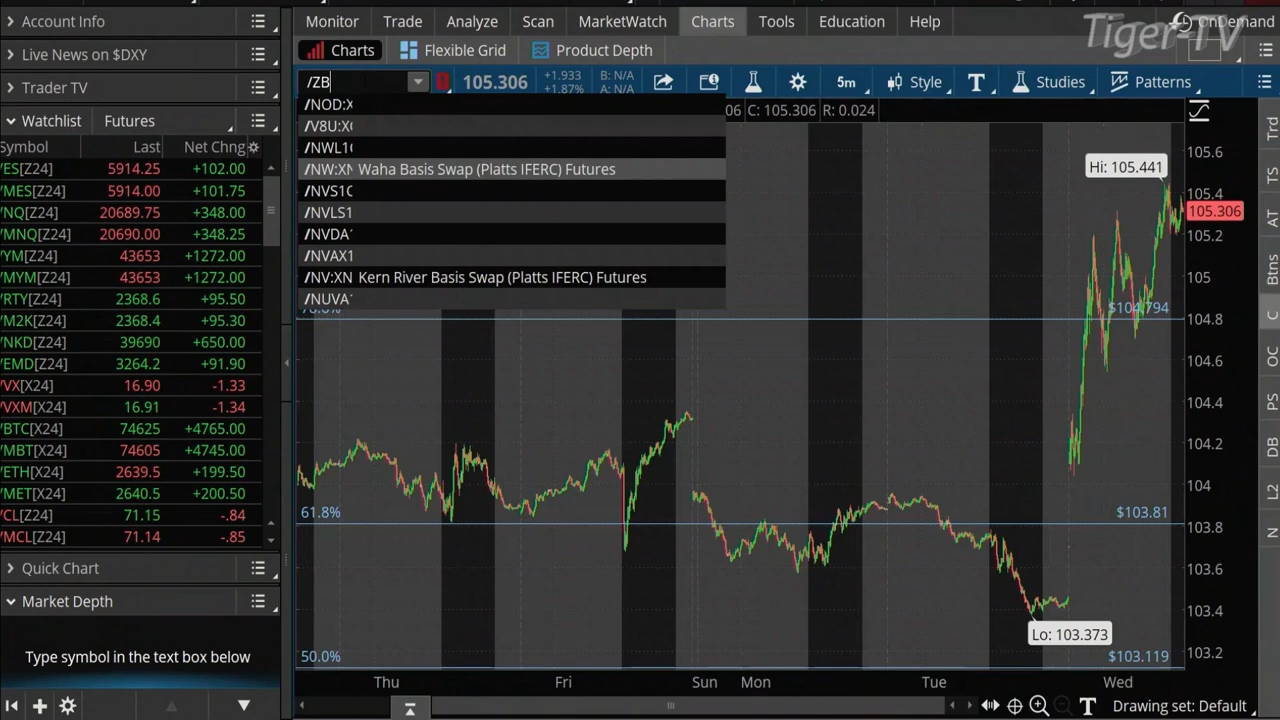 Account Info
Live News on $DXY
Trader TV
Watchlist Futures
Symbol Last Net Chng
/ES[Z24] 5914.25 +102.00
/MES[Z24] 5914.00 +101.75
/NQ[Z24] 20689.75 +348.00
/MNQ[Z24] 20690.00 +348.25
/YM[Z24] 43653 +1272.00
/MYM[Z24] 43653 +1272.00
/RTY[Z24] 2368.6 +95.50
/M2K[Z24] 2368.4 +95.30
/NKD[Z24] 39690 +650.00
/EMD[Z24] 3264.2 +91.90
/VX[X24] 16.90 -1.33
/VXM[X24] 16.91 -1.34
/BTC[X24] 74625 +4765.00
/MBT[X24] 74605 +4745.00
/ETH[X24] 2639.5 +199.50
/MET[X24] 2640.5 +200.50
/CL[Z24] 71.15 -.84
/MCL[Z24] 71.14 -.85
Quick Chart
Market Depth
Type symbol in the text box below
Monitor Trade Analyze Scan MarketWatch Charts Tools Education Help
Tiger-TV
OnDemand
Charts Flexible Grid Product Depth
/ZB 105.306 +1.933 +1.87% B: N/A A: N/A 5m Style T Studies Patterns
06 C: 105.306 R: 0.024
/NOD:X
/V8U:X
/NWL1
/NW:XN Waha Basis Swap (Platts IFERC) Futures
/NVS1
/NVLS1
/NVDA
/NVAX1
/NV:XN Kern River Basis Swap (Platts IFERC) Futures
/NUVA
Hi: 105.441
105.6
105.4
105.306
105.2
105
$104.794
104.8
104.6
104.4
104.2
104
61.8% $103.81
103.8
103.6
103.4
Lo: 103.373
103.2
50.0% $103.119
Thu Fri Sun Mon Tue Wed
T Drawing set: Default
Trd
TS
AT
Btns
C
OC
PS
DB
L2
N